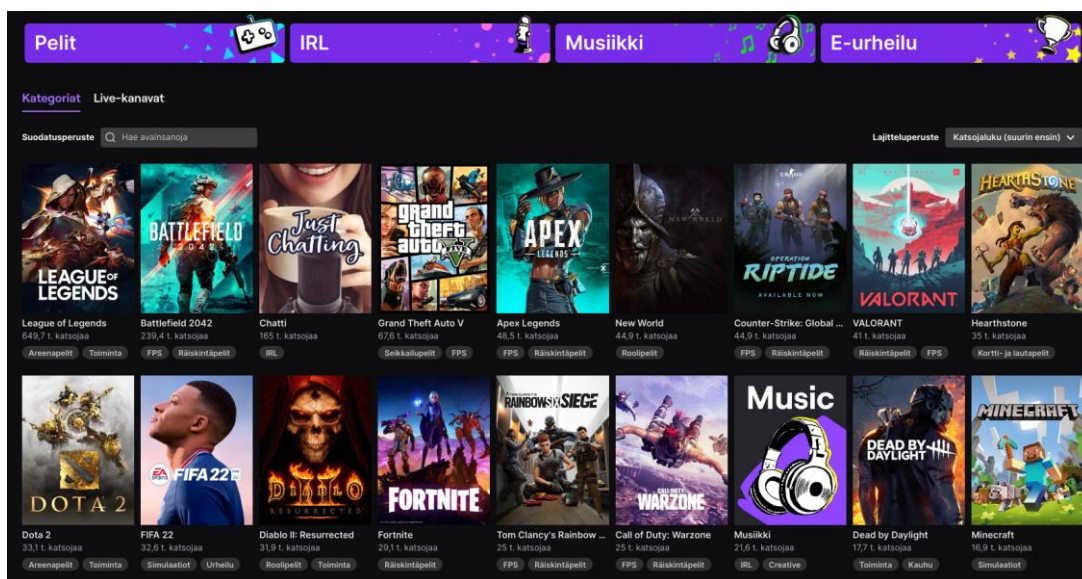 Pelit
IRL
Musiikki
E-urheilu
Kategoriat Live-kanavat
Suodatusperuste Hae avainsanoja
Lajitteluperuste Katsojaluku (suurin ensin)
LEAGUE OF
LEGENDS
BATTLEFIELD
2042
Just
Chatting
grand
theft
auto V
APEX
LEGENDS
NEW WORLD
CS:GO
OPERATION
RIPTIDE
AVAILABLE NOW
VALORANT
HEARTHSTONE
League of Legends
649,7 t. katsojaa
Areenapelit Toiminta
Battlefield 2042
239,4 t. katsojaa
FPS Räiskintäpelit
Chatti
165 t. katsojaa
IRL
Grand Theft Auto V
67,6 t. katsojaa
Seikkailupelit FPS
Apex Legends
48,5 t. katsojaa
FPS Räiskintäpelit
New World
44,9 t. katsojaa
Roolipelit
Counter-Strike: Global ...
44,9 t. katsojaa
FPS Räiskintäpelit
VALORANT
41 t. katsojaa
Räiskintäpelit FPS
Hearthstone
35 t. katsojaa
Kortti- ja lautapelit
DOTA 2
EA SPORTS
FIFA 22
DIABLO II
RESURRECTED
FORTNITE
RAINBOW SIX SIEGE
CALL OF DUTY
WARZONE
Music
DEAD BY
DAYLIGHT
MINECRAFT
Dota 2
33,1 t. katsojaa
Areenapelit Toiminta
FIFA 22
32,6 t. katsojaa
Simulaatiot Urheilu
Diablo II: Resurrected
31,9 t. katsojaa
Roolipelit Toiminta
Fortnite
29,1 t. katsojaa
Räiskintäpelit
Tom Clancy's Rainbow ...
25 t. katsojaa
FPS Räiskintäpelit
Call of Duty: Warzone
25 t. katsojaa
FPS Räiskintäpelit
Musiikki
21,6 t. katsojaa
IRL Creative
Dead by Daylight
17,7 t. katsojaa
Toiminta Kauhu
Minecraft
16,9 t. katsojaa
Simulaatiot